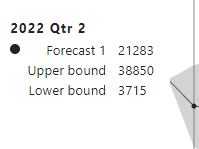 2022 Qtr 2
Forecast 1 21283
Upper bound 38850
Lower bound 3715